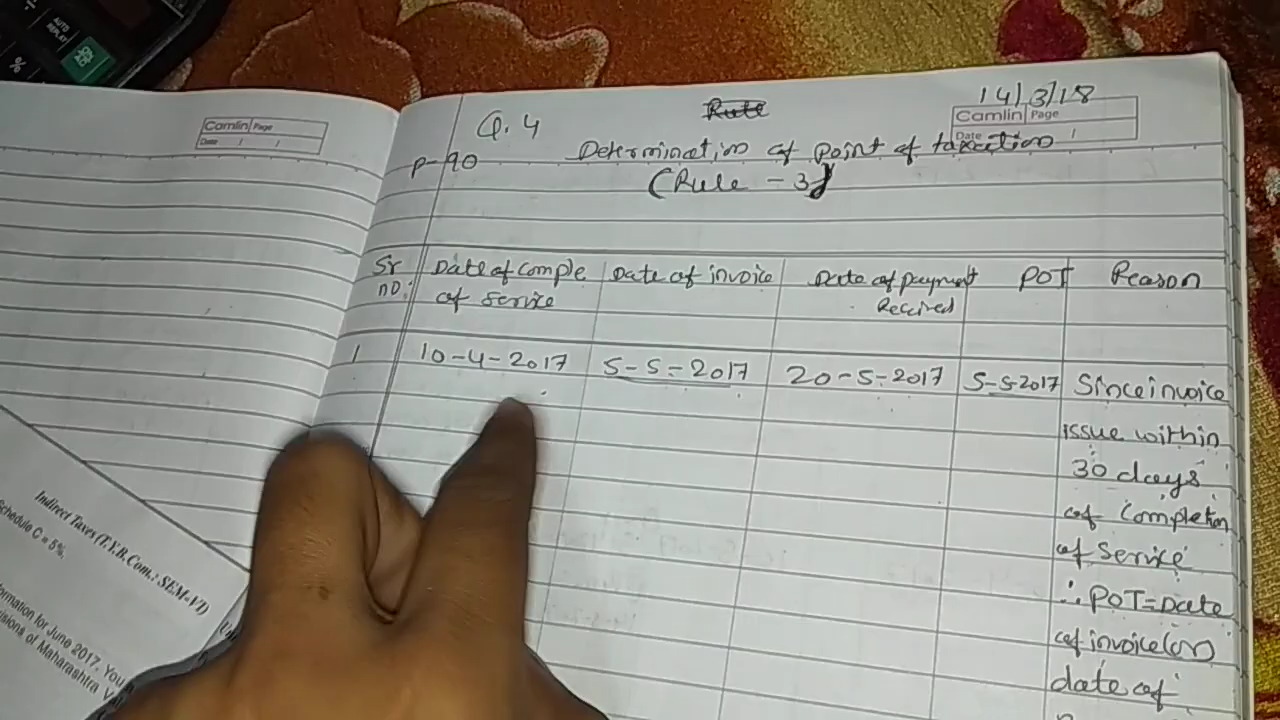 %
AUTO REPLAY
Camlin Page
Date / /
Q.4
14/3/18
Camlin Page
Date /
P-90
Determination of point of taxation
(Rule - 3)
Sr no. Date of comple of service Date of invoice Date of payment Received POT Reason
1 10-4-2017 5-5-2017 20-5-2017 5-5-2017 Since invoice
issue within
30 days
of Completion
of Service
∴ POT=Date
of invoice (or)
date of
Indirect Taxes (T.Y.B.Com.: SEM-VI)
Schedule C = 5%.
formation for June 2017. You
visions of Maharashtra